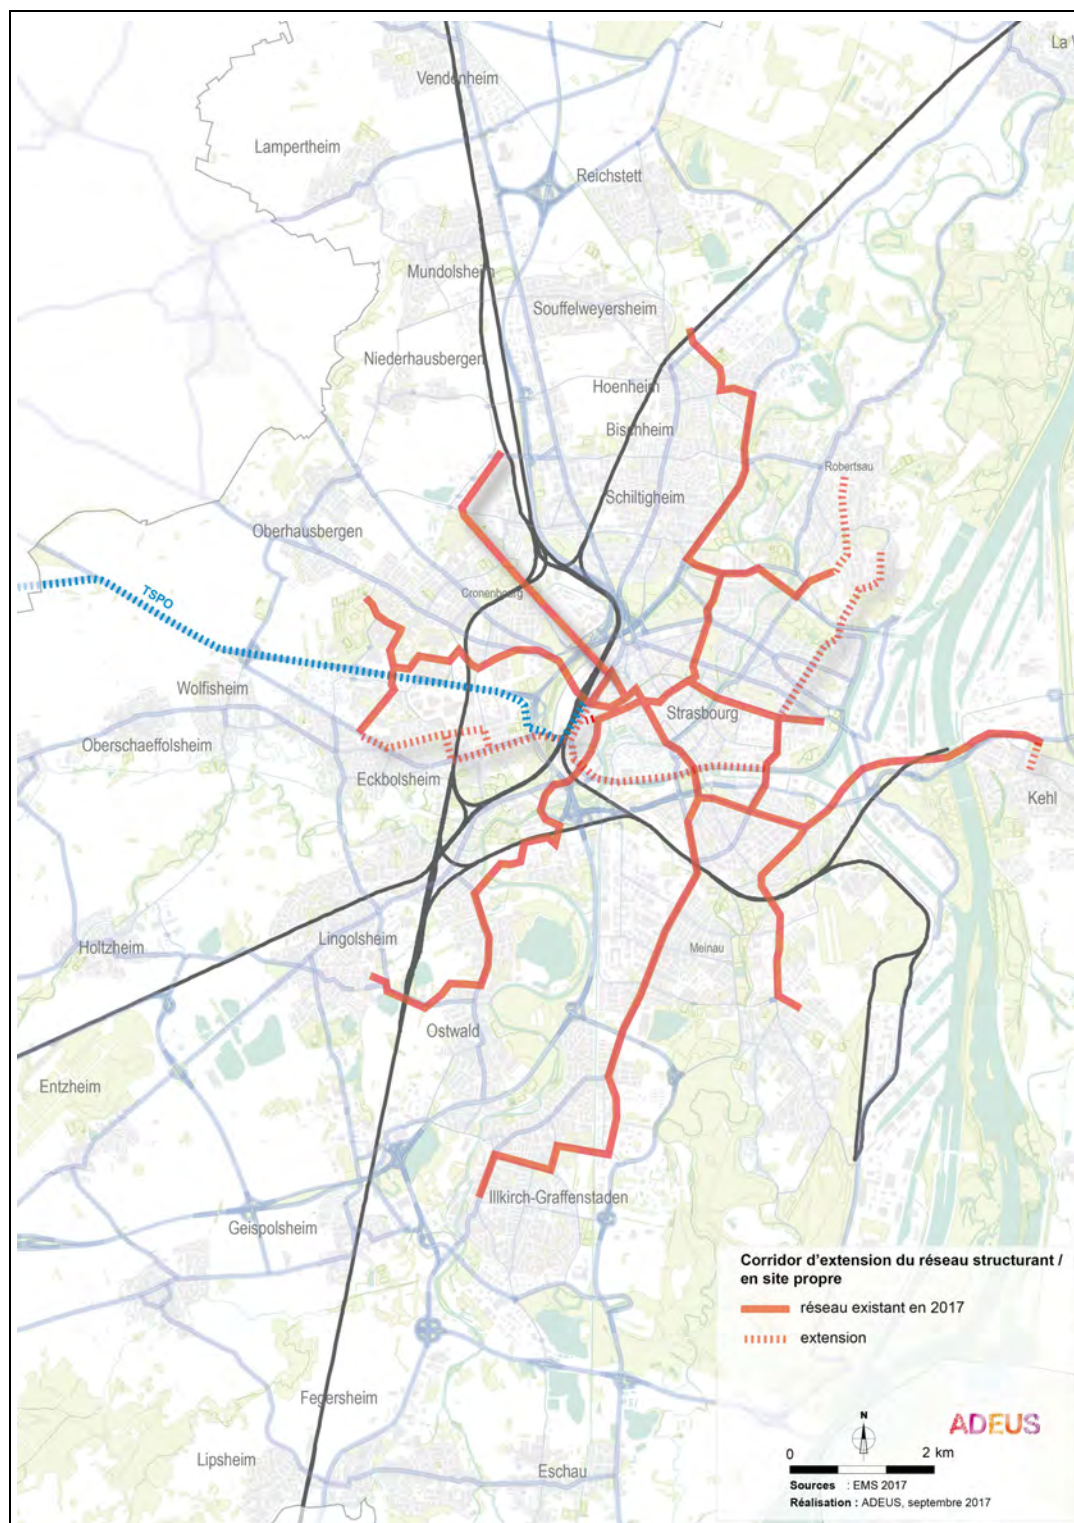 La W
Vendenheim
Lampertheim
Reichstett
Mundolsheim
Souffelweyersheim
Niederhausbergen
Hoenheim
Bischheim
Robertsau
Schiltigheim
Oberhausbergen
Cronenbourg
TSPO
Wolfisheim
Strasbourg
Oberschaeffolsheim
Eckbolsheim
Kehl
Lingolsheim
Holtzheim
Meinau
Ostwald
Entzheim
Illkirch-Graffenstaden
Geispolsheim
Corridor d'extension du réseau structurant /
en site propre
réseau existant en 2017
extension
Fegersheim
Lipsheim
Eschau
N
ADEUS
0 2 km
Sources : EMS 2017
Réalisation : ADEUS, septembre 2017